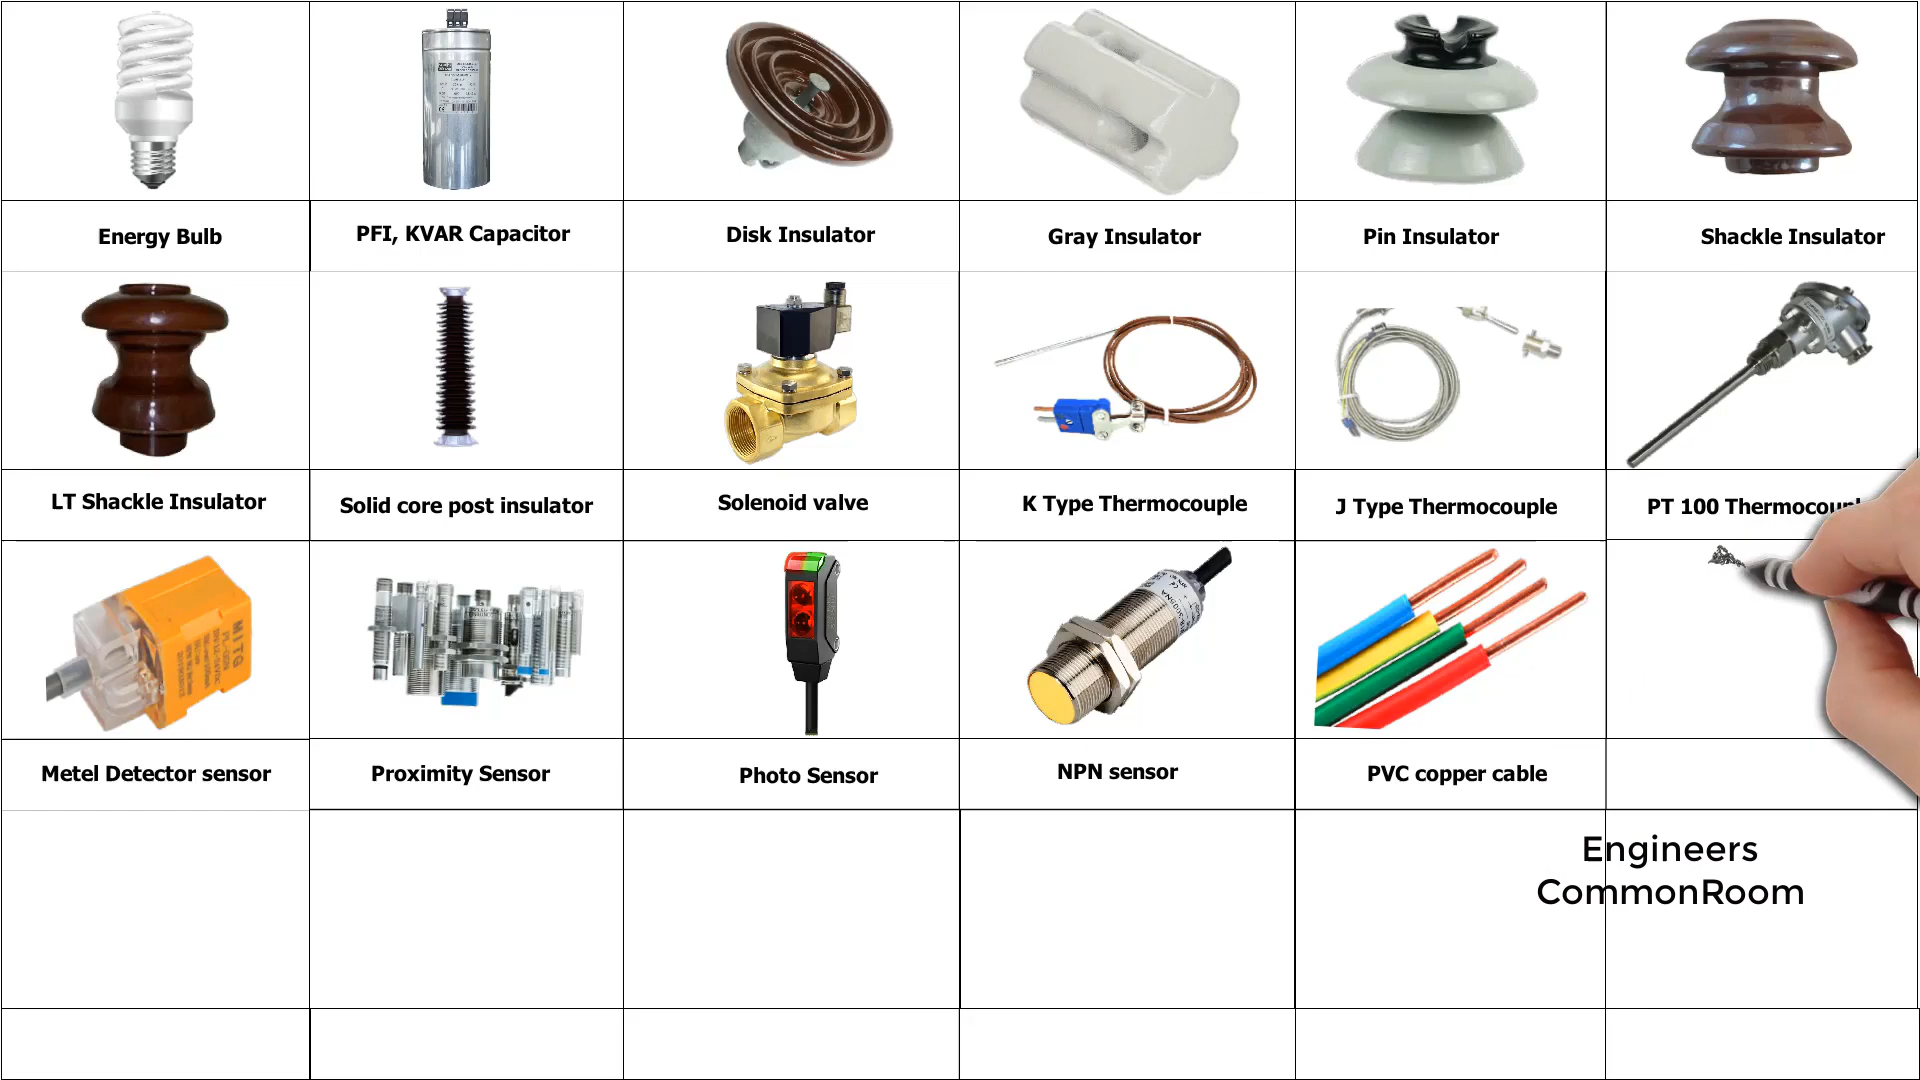 Energy Bulb
PFI, KVAR Capacitor
Disk Insulator
Gray Insulator
Pin Insulator
Shackle Insulator
LT Shackle Insulator
Solid core post insulator
Solenoid valve
K Type Thermocouple
J Type Thermocouple
PT 100
MITG
Metel Detector sensor
Proximity Sensor
Photo Sensor
NPN sensor
PVC copper cable
Engineers
CommonRoom